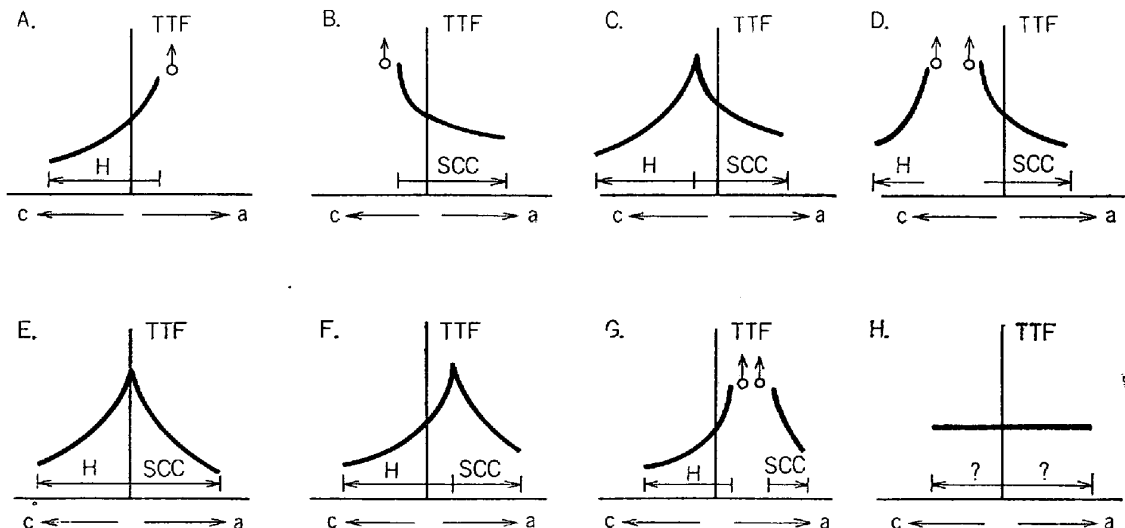 A. TTF
H
c a
B. TTF
SCC
c a
C. TTF
H SCC
c a
D. TTF
H SCC
c a
E. TTF
H SCC
c a
F. TTF
H SCC
c a
G. TTF
H SCC
c a
H. TTF
? ?
c a